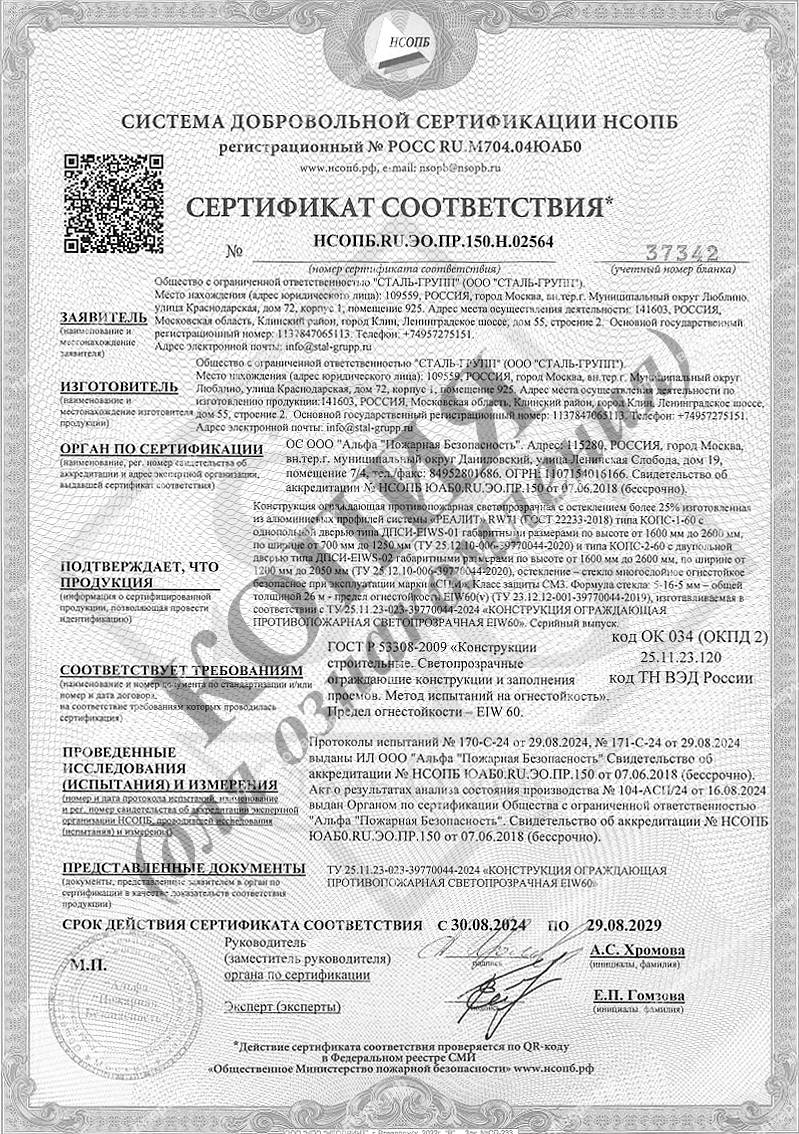 НСОПБ
СИСТЕМА ДОБРОВОЛЬНОЙ СЕРТИФИКАЦИИ НСОПБ
регистрационный № РОСС RU.М704.04ЮАБ0
www.нсопб.рф, e-mail: nsopb@nsopb.ru
СЕРТИФИКАТ СООТВЕТСТВИЯ*
№ НСОПБ.RU.ЭО.ПР.150.Н.02564 37342
(номер сертификата соответствия) (учетный номер бланка)
ЗАЯВИТЕЛЬ
(наименование и
местонахождение
заявителя)
Общество с ограниченной ответственностью "СТАЛЬ-ГРУПП" (ООО "СТАЛЬ-ГРУПП").
Место нахождения (адрес юридического лица): 109559, РОССИЯ, город Москва, вн.тер.г. Муниципальный округ Люблино,
улица Краснодарская, дом 72, корпус 1, помещение 925. Адрес места осуществления деятельности: 141603, РОССИЯ,
Московская область, Клинский район, город Клин, Ленинградское шоссе, дом 55, строение 2. Основной государственный
регистрационный номер: 1137847065113. Телефон: +74957275151.
Адрес электронной почты: info@stal-grupp.ru
ИЗГОТОВИТЕЛЬ
(наименование и
местонахождение изготовителя
продукции)
Общество с ограниченной ответственностью "СТАЛЬ-ГРУПП" (ООО "СТАЛЬ-ГРУПП").
Место нахождения (адрес юридического лица): 109559, РОССИЯ, город Москва, вн.тер.г. Муниципальный округ
Люблино, улица Краснодарская, дом 72, корпус 1, помещение 925. Адрес места осуществления деятельности по
изготовлению продукции:141603, РОССИЯ, Московская область, Клинский район, город Клин, Ленинградское шоссе,
дом 55, строение 2. Основной государственный регистрационный номер: 1137847065113. Телефон: +74957275151.
Адрес электронной почты: info@stal-grupp.ru
ОРГАН ПО СЕРТИФИКАЦИИ
(наименование, рег. номер свидетельства об
аккредитации и адрес экспертной организации,
выдавшей сертификат соответствия)
ОС ООО "Альфа "Пожарная Безопасность". Адрес: 115280, РОССИЯ, город Москва,
вн.тер.г. муниципальный округ Даниловский, улица Ленинская Слобода, дом 19,
помещение 7/4, тел./факс: 84952801686. ОГРН: 1107154016166. Свидетельство об
аккредитации № НСОПБ ЮАБ0.RU.ЭО.ПР.150 от 07.06.2018 (бессрочно).
ПОДТВЕРЖДАЕТ, ЧТО
ПРОДУКЦИЯ
(информация о сертифицированной
продукции, позволяющая провести
идентификацию)
Конструкция ограждающая противопожарная светопрозрачная с остеклением более 25% изготовленная
из алюминиевых профилей системы «РЕАЛИТ» RW71 (ГОСТ 22233-2018) типа КОПС-1-60 с
однопольной дверью типа ДПСИ-EIWS-01 габаритными размерами по высоте от 1600 мм до 2600 мм,
по ширине от 700 мм до 1250 мм (ТУ 25.12.10-006-39770044-2020) и типа КОПС-2-60 с двупольной
дверью типа ДПСИ-EIWS-02 габаритными размерами по высоте от 1600 мм до 2600 мм, по ширине от
1200 мм до 2050 мм (ТУ 25.12.10-006-39770044-2020), остекление – стекло многослойное огнестойкое
безопасное при эксплуатации марки «СПм» Класс защиты СМ3. Формула стекла: 5-16-5 мм – общей
толщиной 26 м - предел огнестойкость EIW60(v) (ТУ 23.12.12-001-39770044-2019), изготавливаемая в
соответствии с ТУ 25.11.23-023-39770044-2024 «КОНСТРУКЦИЯ ОГРАЖДАЮЩАЯ
ПРОТИВОПОЖАРНАЯ СВЕТОПРОЗРАЧНАЯ EIW60». Серийный выпуск.
СООТВЕТСТВУЕТ ТРЕБОВАНИЯМ
(наименование и номер документа по стандартизации и/или
номер и дата договора,
на соответствие требованиям которых проводилась
сертификация)
ГОСТ Р 53308-2009 «Конструкции
строительные. Светопрозрачные
ограждающие конструкции и заполнения
проемов. Метод испытаний на огнестойкость».
Предел огнестойкости – EIW 60.
код ОК 034 (ОКПД 2)
25.11.23.120
код ТН ВЭД России
ПРОВЕДЕННЫЕ
ИССЛЕДОВАНИЯ
(ИСПЫТАНИЯ) И ИЗМЕРЕНИЯ
(номер и дата протокола испытаний, наименование
и рег. номер свидетельства об аккредитации экспертной
организации НСОПБ, проводившей исследования
(испытания) и измерения)
Протоколы испытаний № 170-С-24 от 29.08.2024, № 171-С-24 от 29.08.2024
выданы ИЛ ООО "Альфа "Пожарная Безопасность" Свидетельство об
аккредитации № НСОПБ ЮАБ0.RU.ЭО.ПР.150 от 07.06.2018 (бессрочно).
Акт о результатах анализа состояния производства № 104-АСП/24 от 16.08.2024
выдан Органом по сертификации Общества с ограниченной ответственностью
"Альфа "Пожарная Безопасность". Свидетельство об аккредитации № НСОПБ
ЮАБ0.RU.ЭО.ПР.150 от 07.06.2018 (бессрочно).
ПРЕДСТАВЛЕННЫЕ ДОКУМЕНТЫ
(документы, представленные заявителем в орган по
сертификации в качестве доказательств соответствия
продукции)
ТУ 25.11.23-023-39770044-2024 «КОНСТРУКЦИЯ ОГРАЖДАЮЩАЯ
ПРОТИВОПОЖАРНАЯ СВЕТОПРОЗРАЧНАЯ EIW60»
СРОК ДЕЙСТВИЯ СЕРТИФИКАТА СООТВЕТСТВИЯ С 30.08.2024 ПО 29.08.2029
М.П.
Руководитель
(заместитель руководителя)
органа по сертификации
подпись
А.С. Хромова
(инициалы, фамилия)
Эксперт (эксперты)
Е.П. Гомзова
(инициалы, фамилия)
Альфа
"Пожарная
Безопасность"
*Действие сертификата соответствия проверяется по QR-коду
в Федеральном реестре СМИ
«Общественное Министерство пожарной безопасности» www.нсопб.рф
КОПИЯ
(для ознакомления)